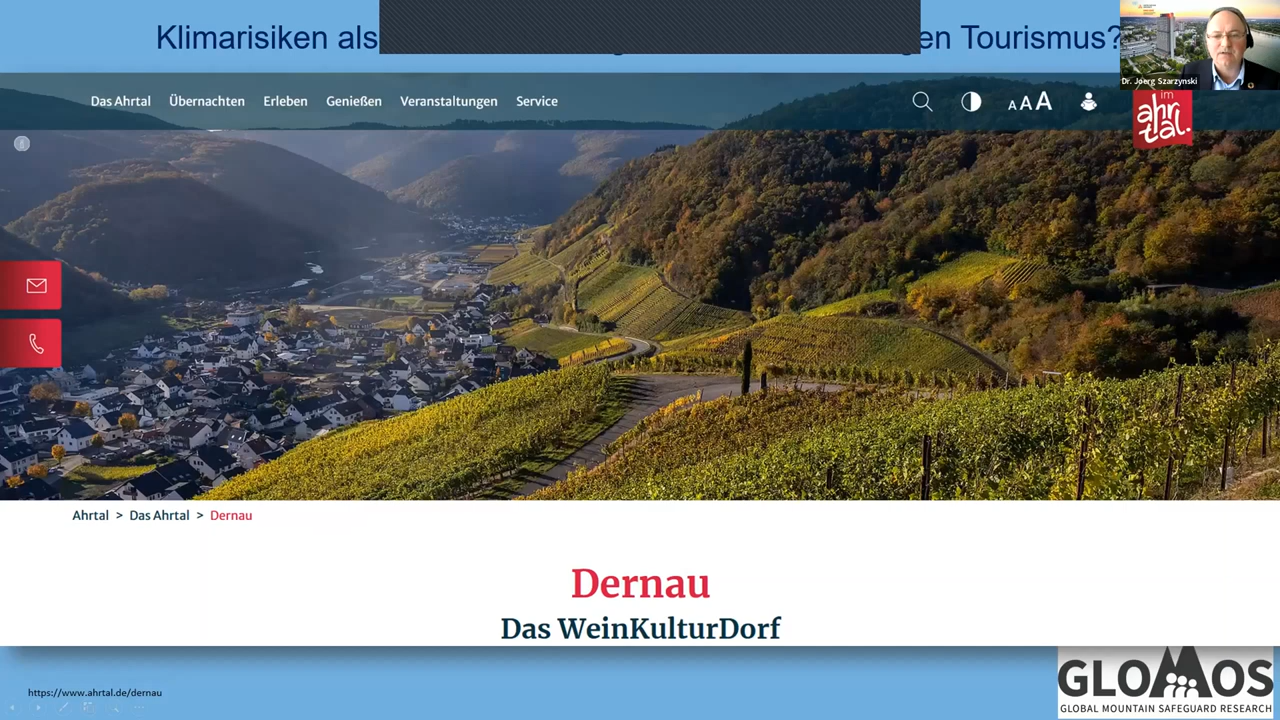 Klimarisiken als
en Tourismus?
Dr. Joerg Szarzynski
Das Ahrtal Übernachten Erleben Genießen Veranstaltungen Service
A A A
im
ahr
tal.
Ahrtal > Das Ahrtal > Dernau
Dernau
Das WeinKulturDorf
https://www.ahrtal.de/dernau
GLOMOS
GLOBAL MOUNTAIN SAFEGUARD RESEARCH